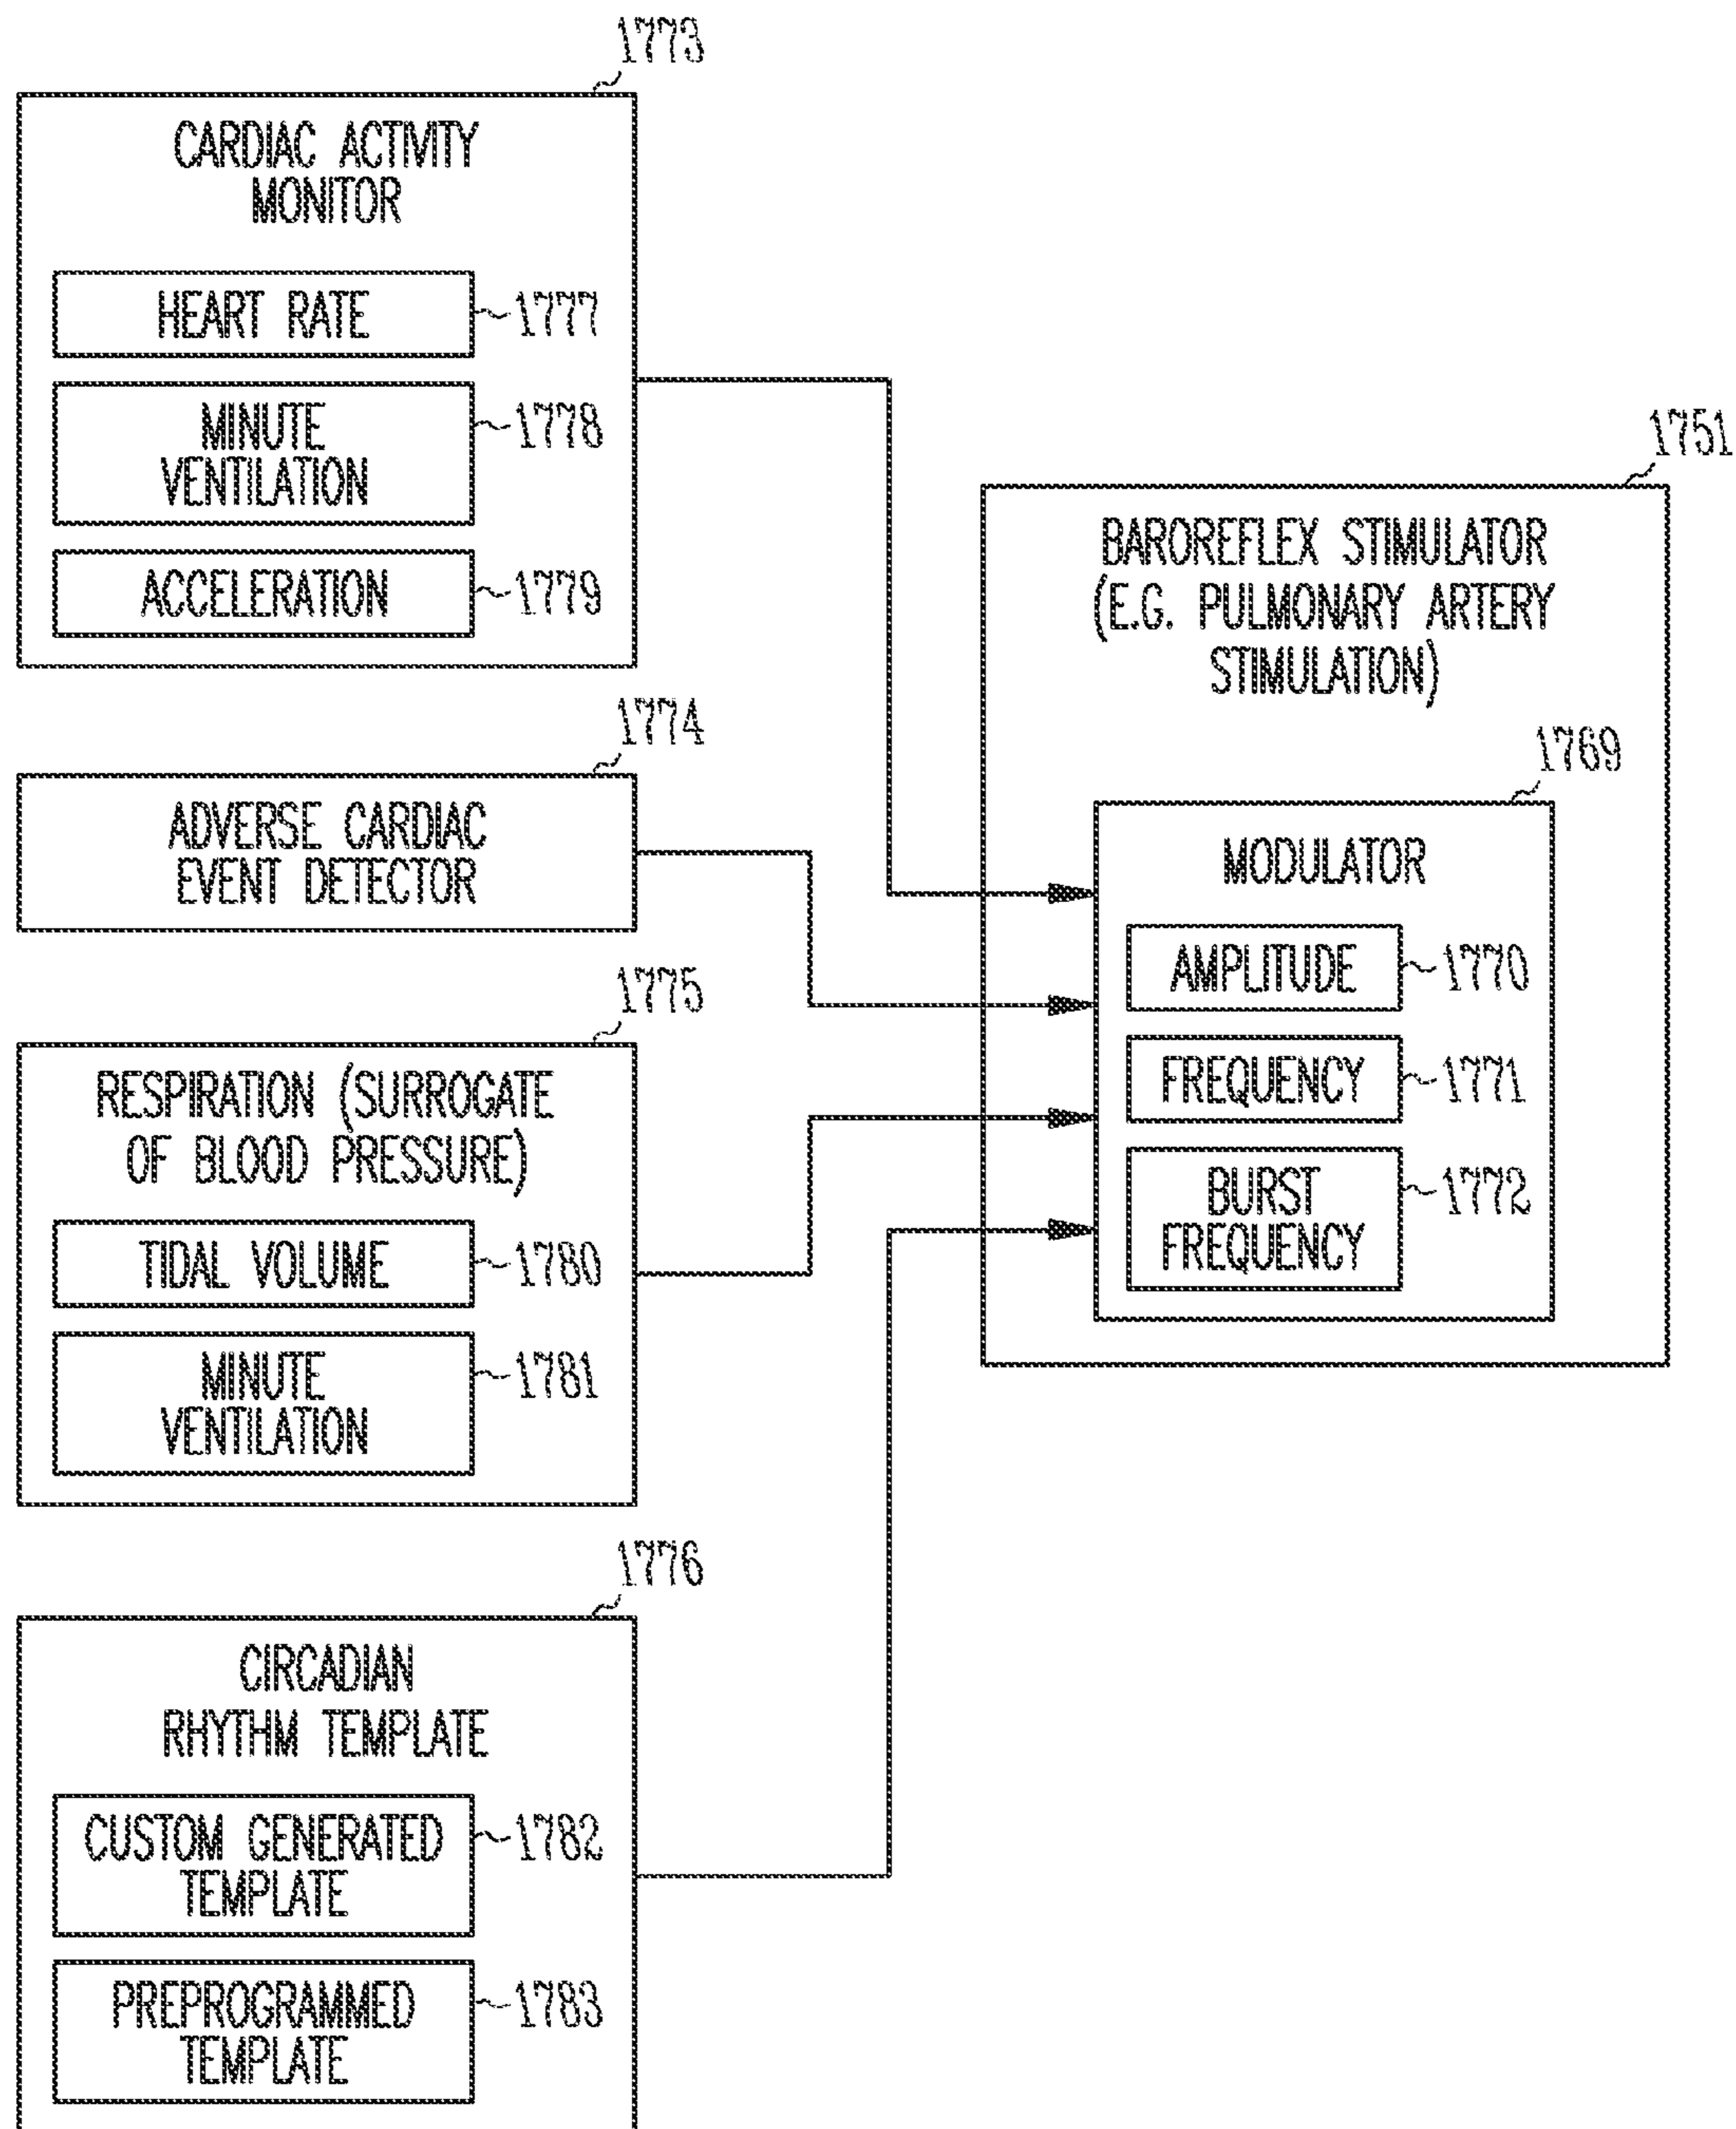 1773
CARDIAC ACTIVITY
MONITOR
HEART RATE
1777
MINUTE
VENTILATION
1778
ACCELERATION
1779
1774
ADVERSE CARDIAC
EVENT DETECTOR
1775
RESPIRATION (SURROGATE
OF BLOOD PRESSURE)
TIDAL VOLUME
1780
MINUTE
VENTILATION
1781
1776
CIRCADIAN
RHYTHM TEMPLATE
CUSTOM GENERATED
TEMPLATE
1782
PREPROGRAMMED
TEMPLATE
1783
1751
BAROREFLEX STIMULATOR
(E.G. PULMONARY ARTERY
STIMULATION)
1769
MODULATOR
AMPLITUDE
1770
FREQUENCY
1771
BURST
FREQUENCY
1772